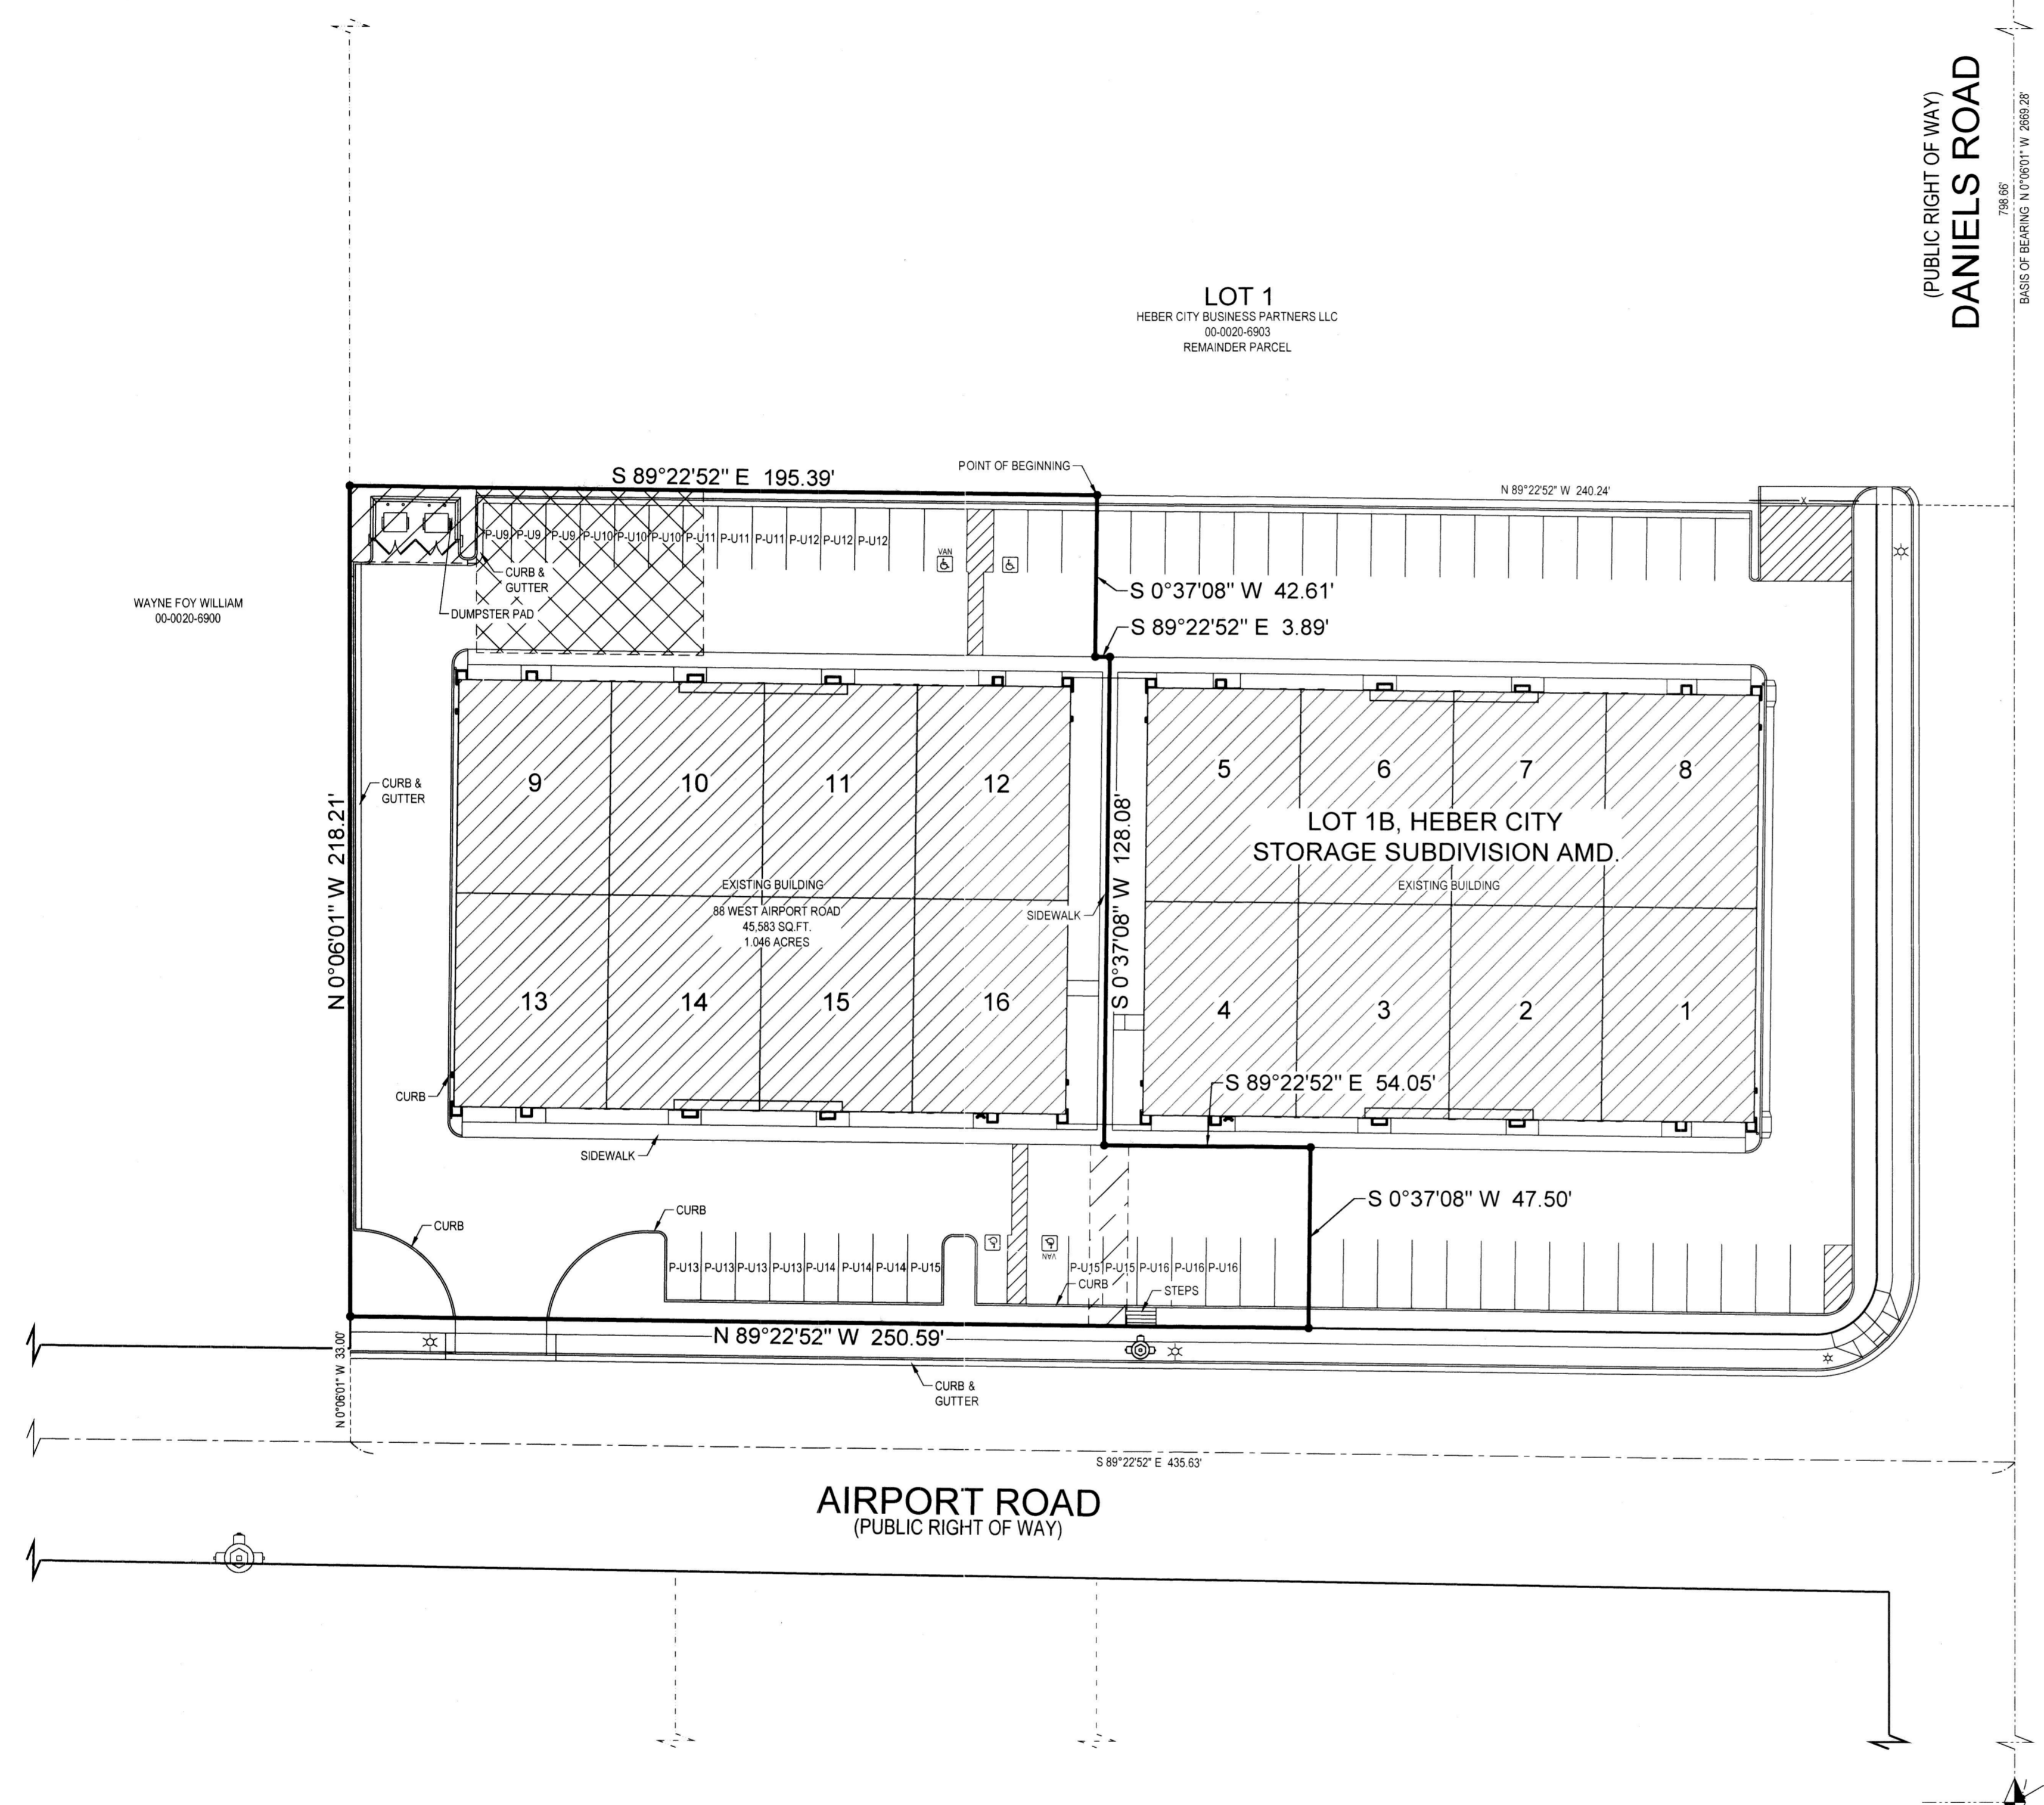 (PUBLIC RIGHT OF WAY)
DANIELS ROAD
798.66'
BASIS OF BEARING N 0°06'01" W 2669.28'
LOT 1
HEBER CITY BUSINESS PARTNERS LLC
00-0020-6903
REMAINDER PARCEL
S 89°22'52" E 195.39'
POINT OF BEGINNING
N 89°22'52" W 240.24'
X
P-U9 P-U9 P-U9 P-U10 P-U10 P-U10 P-U11 P-U11 P-U11 P-U12 P-U12 P-U12
VAN
CURB &
GUTTER
DUMPSTER PAD
S 0°37'08" W 42.61'
S 89°22'52" E 3.89'
WAYNE FOY WILLIAM
00-0020-6900
9
10
11
12
5
6
7
8
CURB &
GUTTER
LOT 1B, HEBER CITY
STORAGE SUBDIVISION AMD.
EXISTING BUILDING
N 0°06'01" W 218.21'
S 0°37'08" W 128.08'
EXISTING BUILDING
88 WEST AIRPORT ROAD
45,583 SQ.FT.
1.046 ACRES
SIDEWALK
13
14
15
16
4
3
2
1
CURB
S 89°22'52" E 54.05'
SIDEWALK
S 0°37'08" W 47.50'
CURB
CURB
VAN
P-U13 P-U13 P-U13 P-U13 P-U14 P-U14 P-U14 P-U15
P-U15 P-U15 P-U16 P-U16 P-U16
CURB
STEPS
N 89°22'52" W 250.59'
N 0°06'01" W 33.00'
CURB &
GUTTER
S 89°22'52" E 435.63'
AIRPORT ROAD
(PUBLIC RIGHT OF WAY)